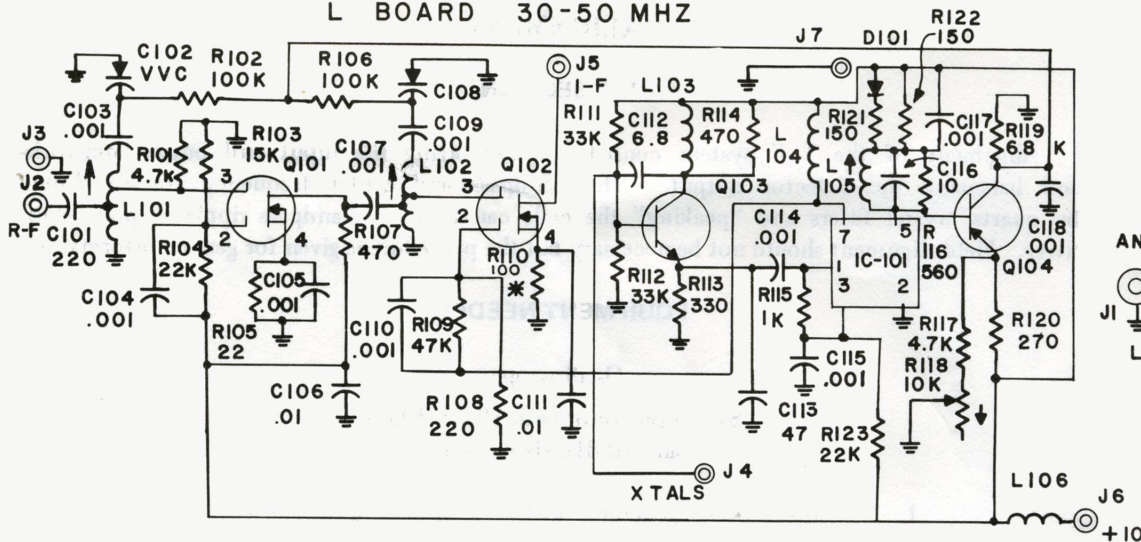 L BOARD 30-50 MHZ
C102
VVC
R102
100K
R106
100K
C108
J5
I-F
J7
D101
R122
150
C103
.001
J3
R101
4.7K
R103
15K
Q101
C107
.001
C109
.001
L102
Q102
R111
33K
C112
6.8
L103
R114
470
L
104
R121
150
C117
.001
R119
6.8 K
J2
R-F
C101
220
L101
3
1
2
4
3
1
2
4
R107
470
Q103
L
105
C116
10
C118
.001
R104
22K
C105
.001
R110
100
*
C114
.001
7
5
1
IC-101
3
2
R
116
560
Q104
C104
.001
R105
22
C110
.001
R109
47K
R112
33K
R113
330
R115
1K
R117
4.7K
R120
270
AN
J1
L
C106
.01
R108
220
C111
.01
C115
.001
R118
10K
C113
47
R123
22K
J4
XTALS
L106
J6
+10